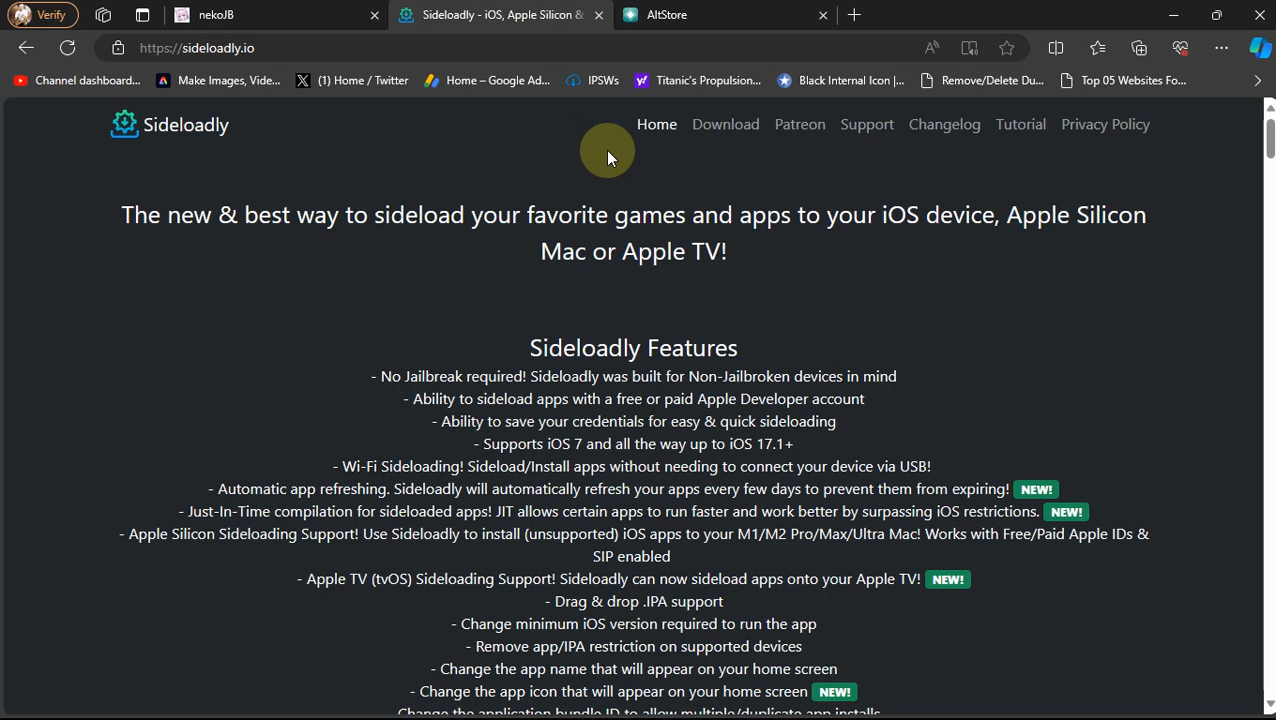 Verify
nekoJB
Sideloadly - iOS, Apple Silicon &
AltStore
https://sideloadly.io
Channel dashboard...
Make Images, Vide...
(1) Home / Twitter
Home – Google Ad...
IPSWs
Titanic's Propulsion...
Black Internal Icon |...
Remove/Delete Du...
Top 05 Websites Fo...
Sideloadly
Home
Download
Patreon
Support
Changelog
Tutorial
Privacy Policy
The new & best way to sideload your favorite games and apps to your iOS device, Apple Silicon
Mac or Apple TV!
Sideloadly Features
- No Jailbreak required! Sideloadly was built for Non-Jailbroken devices in mind
- Ability to sideload apps with a free or paid Apple Developer account
- Ability to save your credentials for easy & quick sideloading
- Supports iOS 7 and all the way up to iOS 17.1+
- Wi-Fi Sideloading! Sideload/Install apps without needing to connect your device via USB!
- Automatic app refreshing. Sideloadly will automatically refresh your apps every few days to prevent them from expiring! NEW!
- Just-In-Time compilation for sideloaded apps! JIT allows certain apps to run faster and work better by surpassing iOS restrictions. NEW!
- Apple Silicon Sideloading Support! Use Sideloadly to install (unsupported) iOS apps to your M1/M2 Pro/Max/Ultra Mac! Works with Free/Paid Apple IDs &
SIP enabled
- Apple TV (tvOS) Sideloading Support! Sideloadly can now sideload apps onto your Apple TV! NEW!
- Drag & drop .IPA support
- Change minimum iOS version required to run the app
- Remove app/IPA restriction on supported devices
- Change the app name that will appear on your home screen
- Change the app icon that will appear on your home screen NEW!
- Change the application bundle ID to allow multiple/duplicate app installs